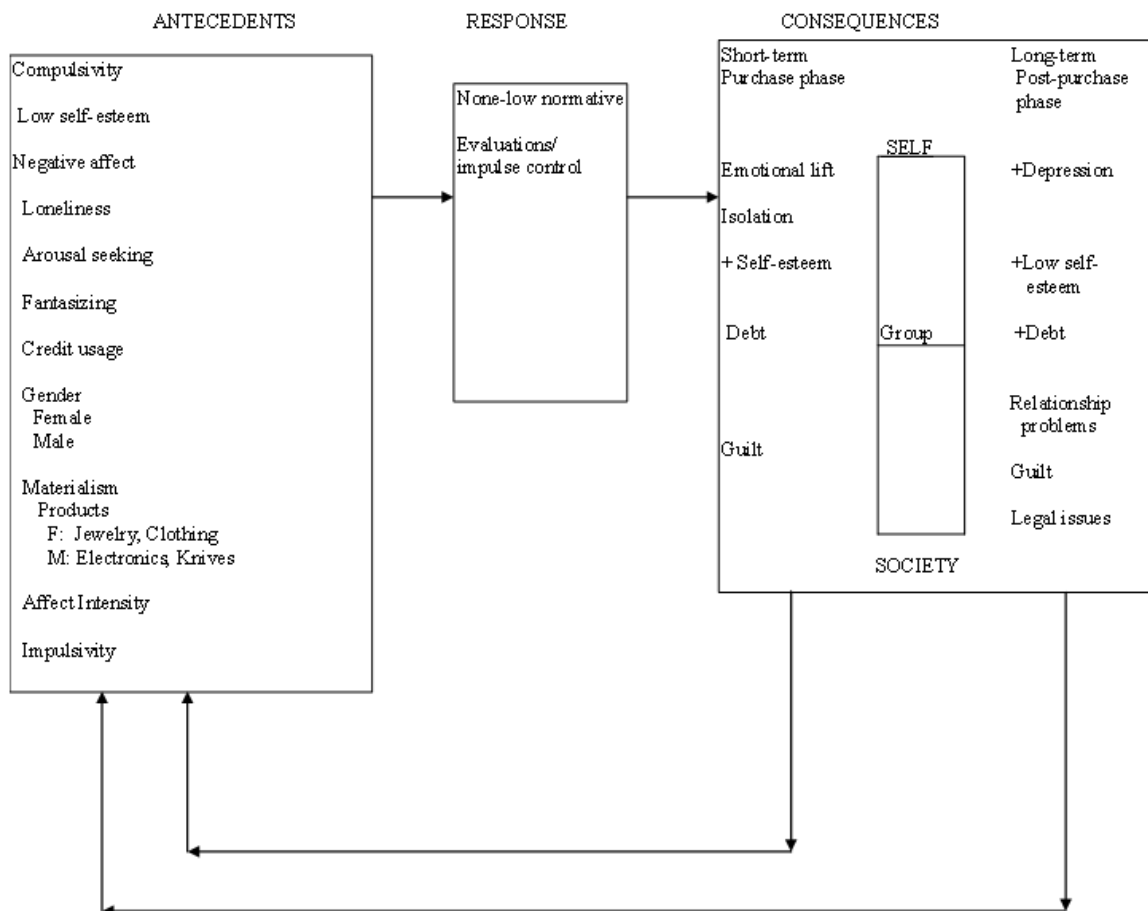 ANTECEDENTS
RESPONSE
CONSEQUENCES
Compulsivity
Low self-esteem
Negative affect
Loneliness
Arousal seeking
Fantasizing
Credit usage
Gender
Female
Male
Materialism
Products
F: Jewelry, Clothing
M: Electronics, Knives
Affect Intensity
Impulsivity
None-low normative
Evaluations/
impulse control
Short-term
Purchase phase
Emotional lift
Isolation
+ Self-esteem
Debt
Guilt
SELF
Group
SOCIETY
Long-term
Post-purchase
phase
+Depression
+Low self-
esteem
+Debt
Relationship
problems
Guilt
Legal issues